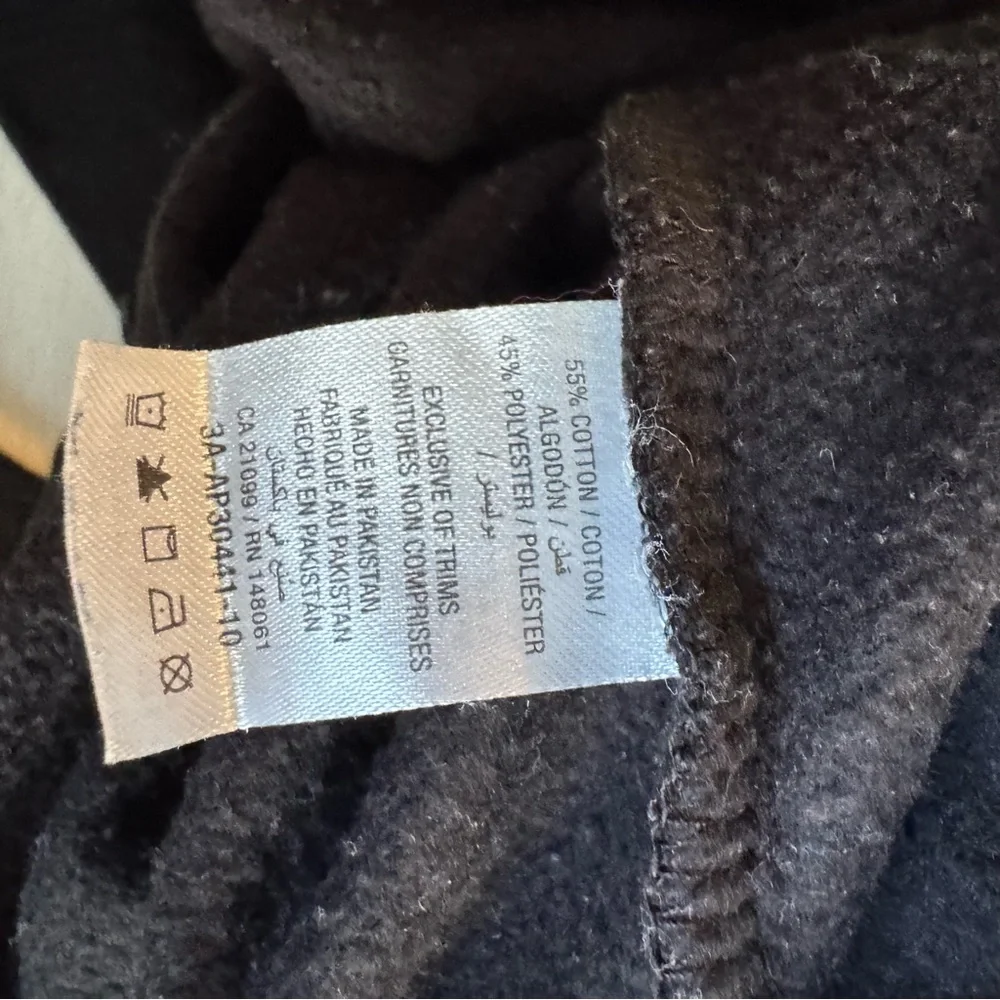 55% COTTON / COTON /
ALGODÓN / قطن
45% POLYESTER / POLIÉSTER
/ بوليستر
EXCLUSIVE OF TRIMS
GARNITURES NON COMPRISES
MADE IN PAKISTAN
FABRIQUÉ AU PAKISTAN
HECHO EN PAKISTÁN
صنع في باكستان
CA 21099 / RN 148061
3A-AP30441-10